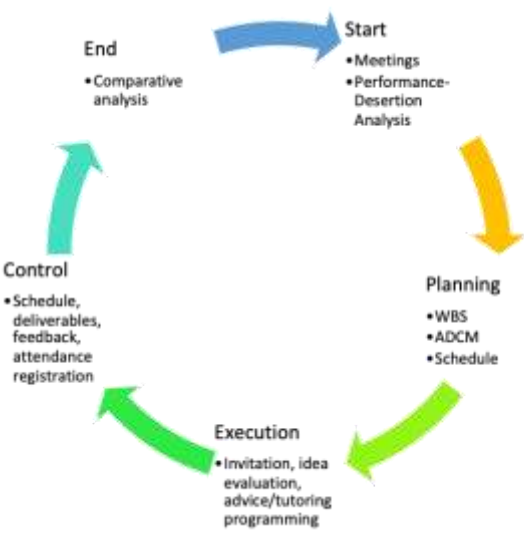 Start
•Meetings
•Performance-
Desertion
Analysis
Planning
•WBS
•ADCM
•Schedule
Execution
•Invitation, idea
evaluation,
advice/tutoring
programming
Control
•Schedule,
deliverables,
feedback,
attendance
registration
End
•Comparative
analysis